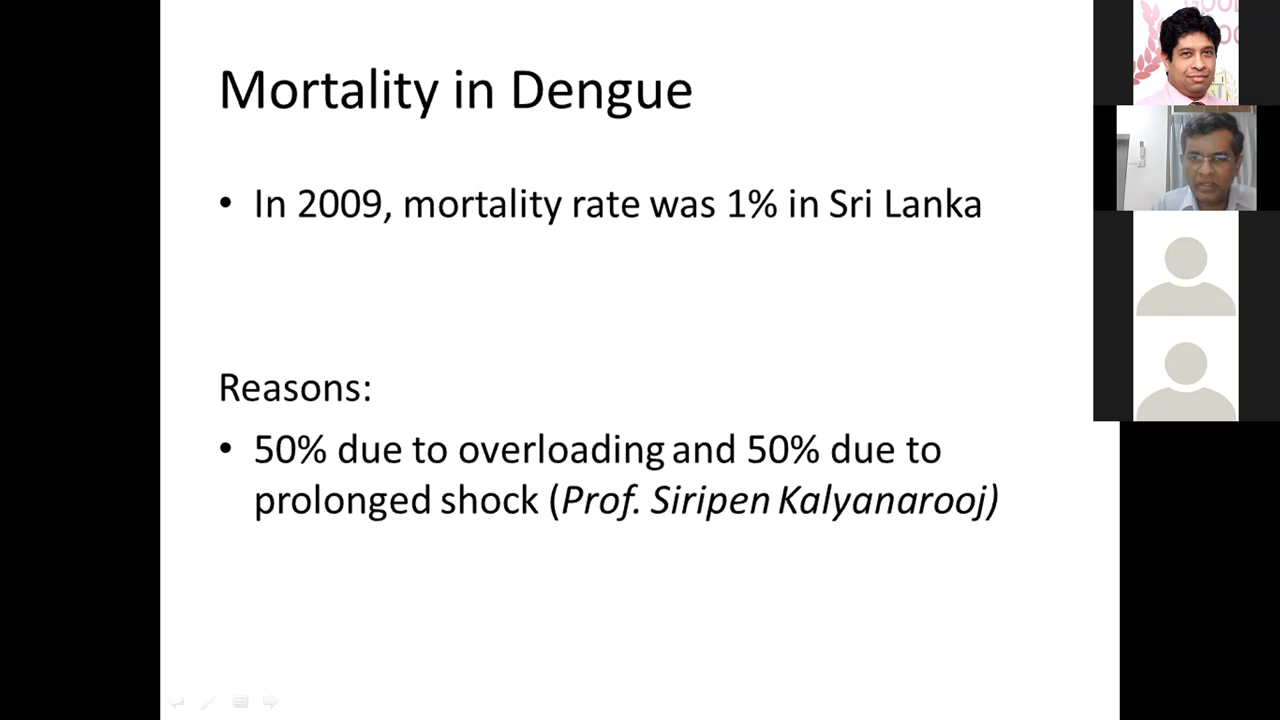 Mortality in Dengue
• In 2009, mortality rate was 1% in Sri Lanka
Reasons:
• 50% due to overloading and 50% due to
prolonged shock (Prof. Siripen Kalyanarooj)